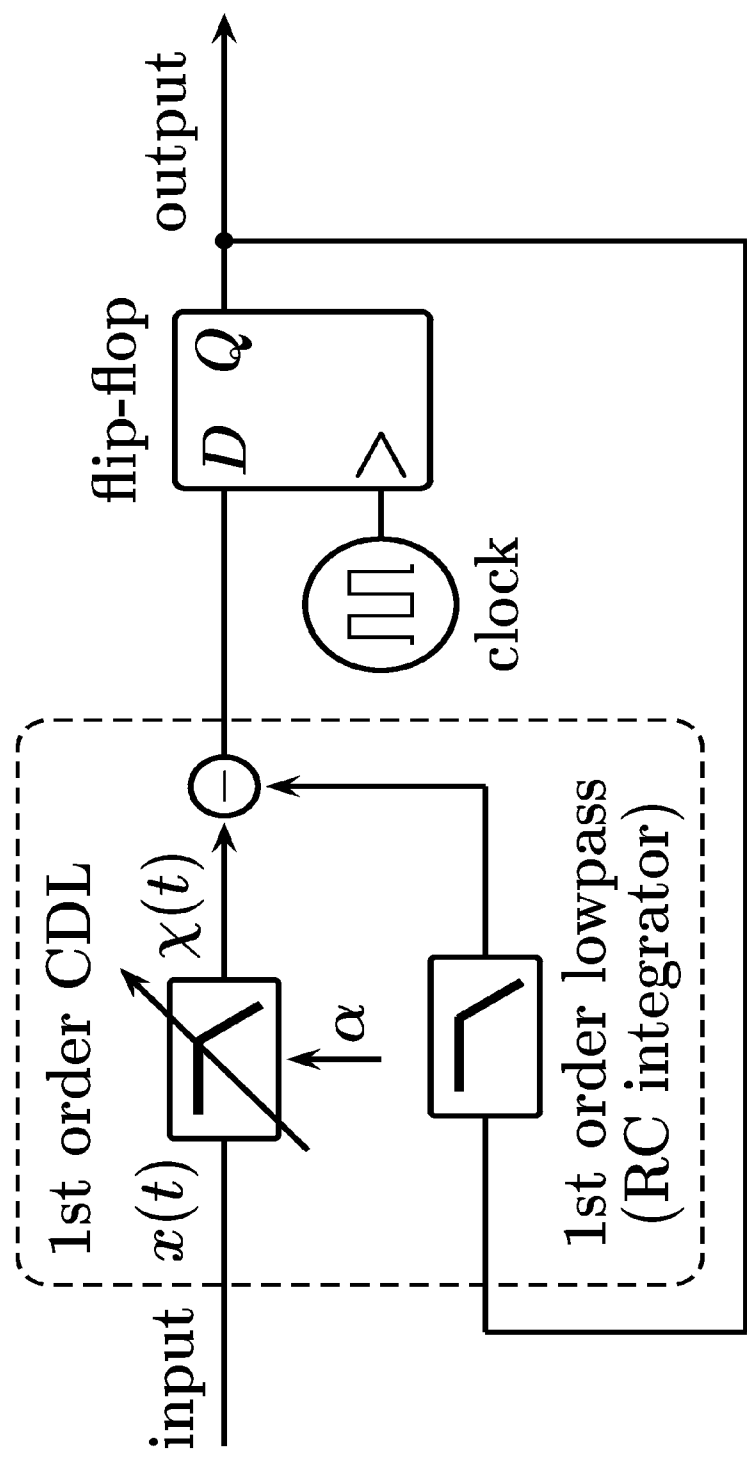 1st order CDL
input
x(t)
χ(t)
α
−
flip-flop
D Q
output
clock
1st order lowpass
(RC integrator)